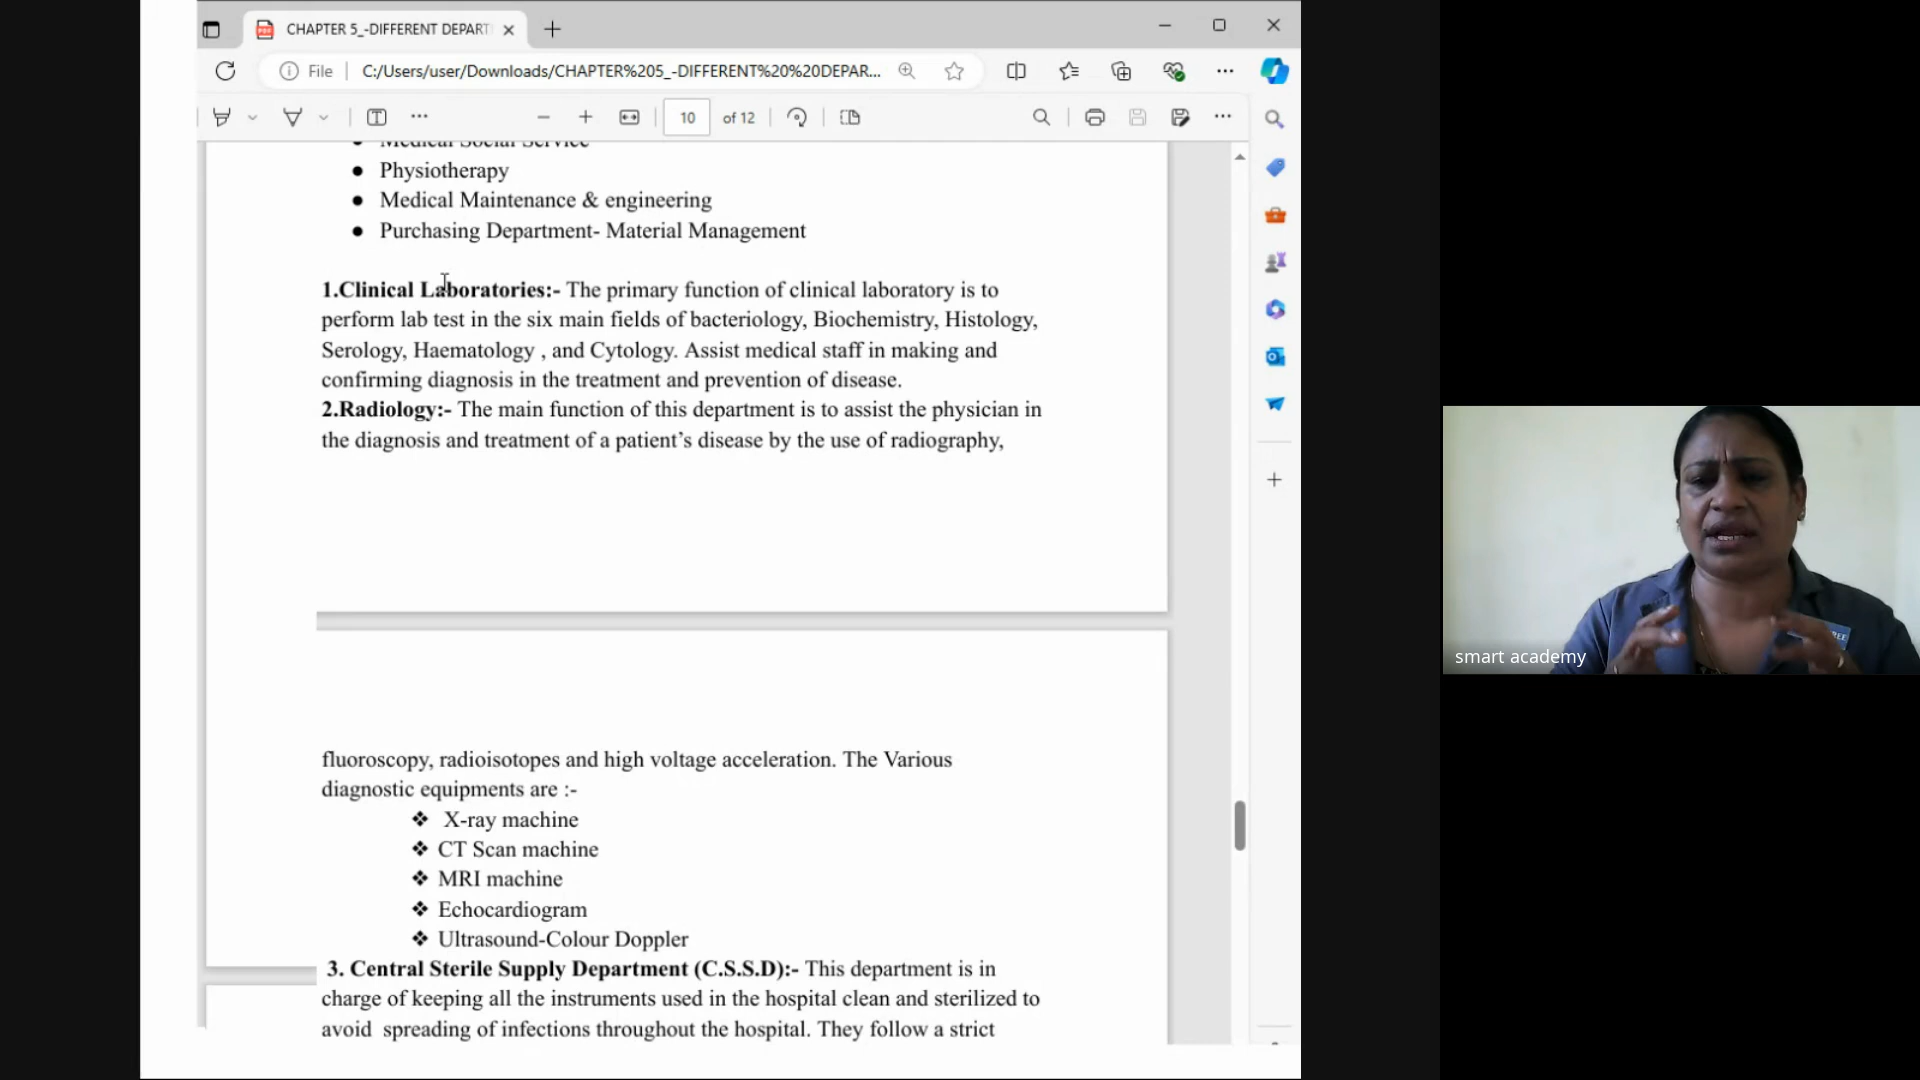 CHAPTER 5_-DIFFERENT DEPART
File
C:/Users/user/Downloads/CHAPTER%205_-DIFFERENT%20%20DEPAR...
10 of 12
● Medical Social Service
● Physiotherapy
● Medical Maintenance & engineering
● Purchasing Department- Material Management
1.Clinical Laboratories:- The primary function of clinical laboratory is to
perform lab test in the six main fields of bacteriology, Biochemistry, Histology,
Serology, Haematology , and Cytology. Assist medical staff in making and
confirming diagnosis in the treatment and prevention of disease.
2.Radiology:- The main function of this department is to assist the physician in
the diagnosis and treatment of a patient’s disease by the use of radiography,
fluoroscopy, radioisotopes and high voltage acceleration. The Various
diagnostic equipments are :-
❖ X-ray machine
❖ CT Scan machine
❖ MRI machine
❖ Echocardiogram
❖ Ultrasound-Colour Doppler
3. Central Sterile Supply Department (C.S.S.D):- This department is in
charge of keeping all the instruments used in the hospital clean and sterilized to
avoid spreading of infections throughout the hospital. They follow a strict
smart academy